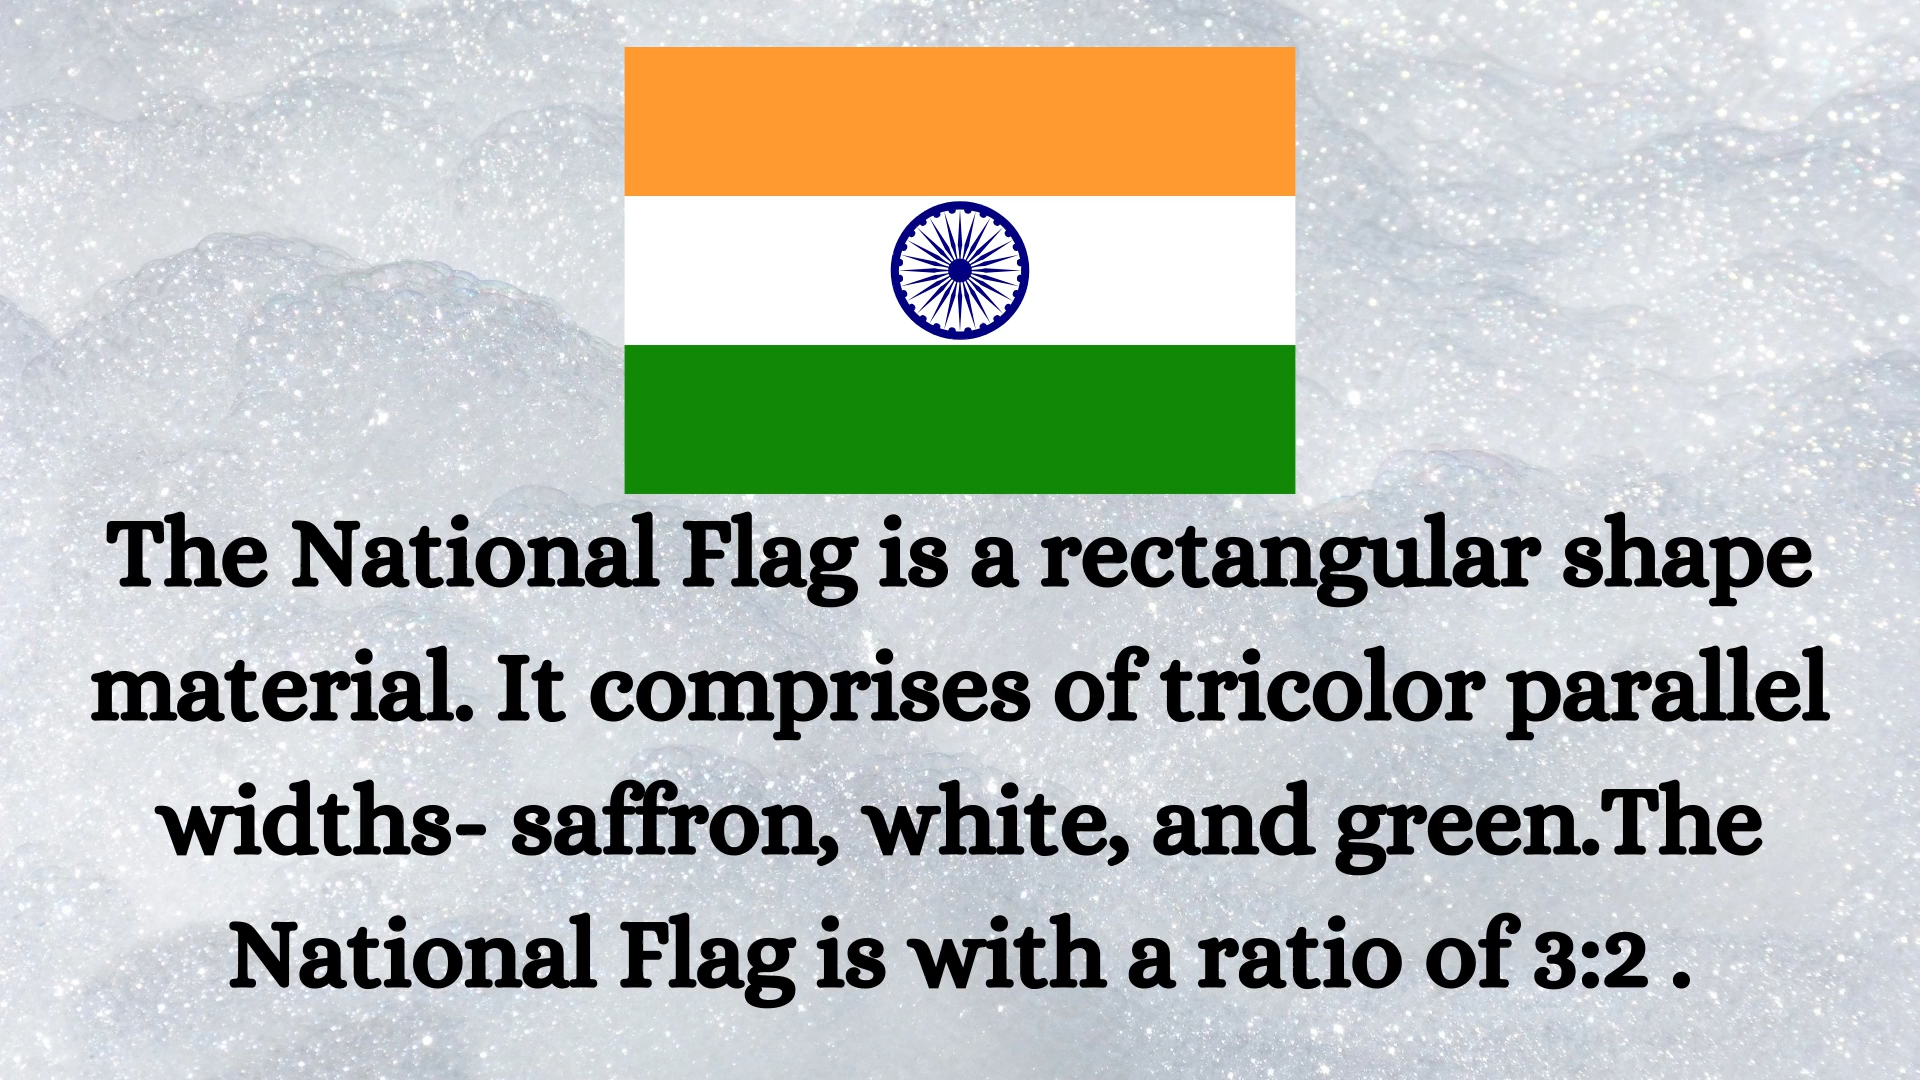 The National Flag is a rectangular shape
material. It comprises of tricolor parallel
widths- saffron, white, and green.The
National Flag is with a ratio of 3:2 .